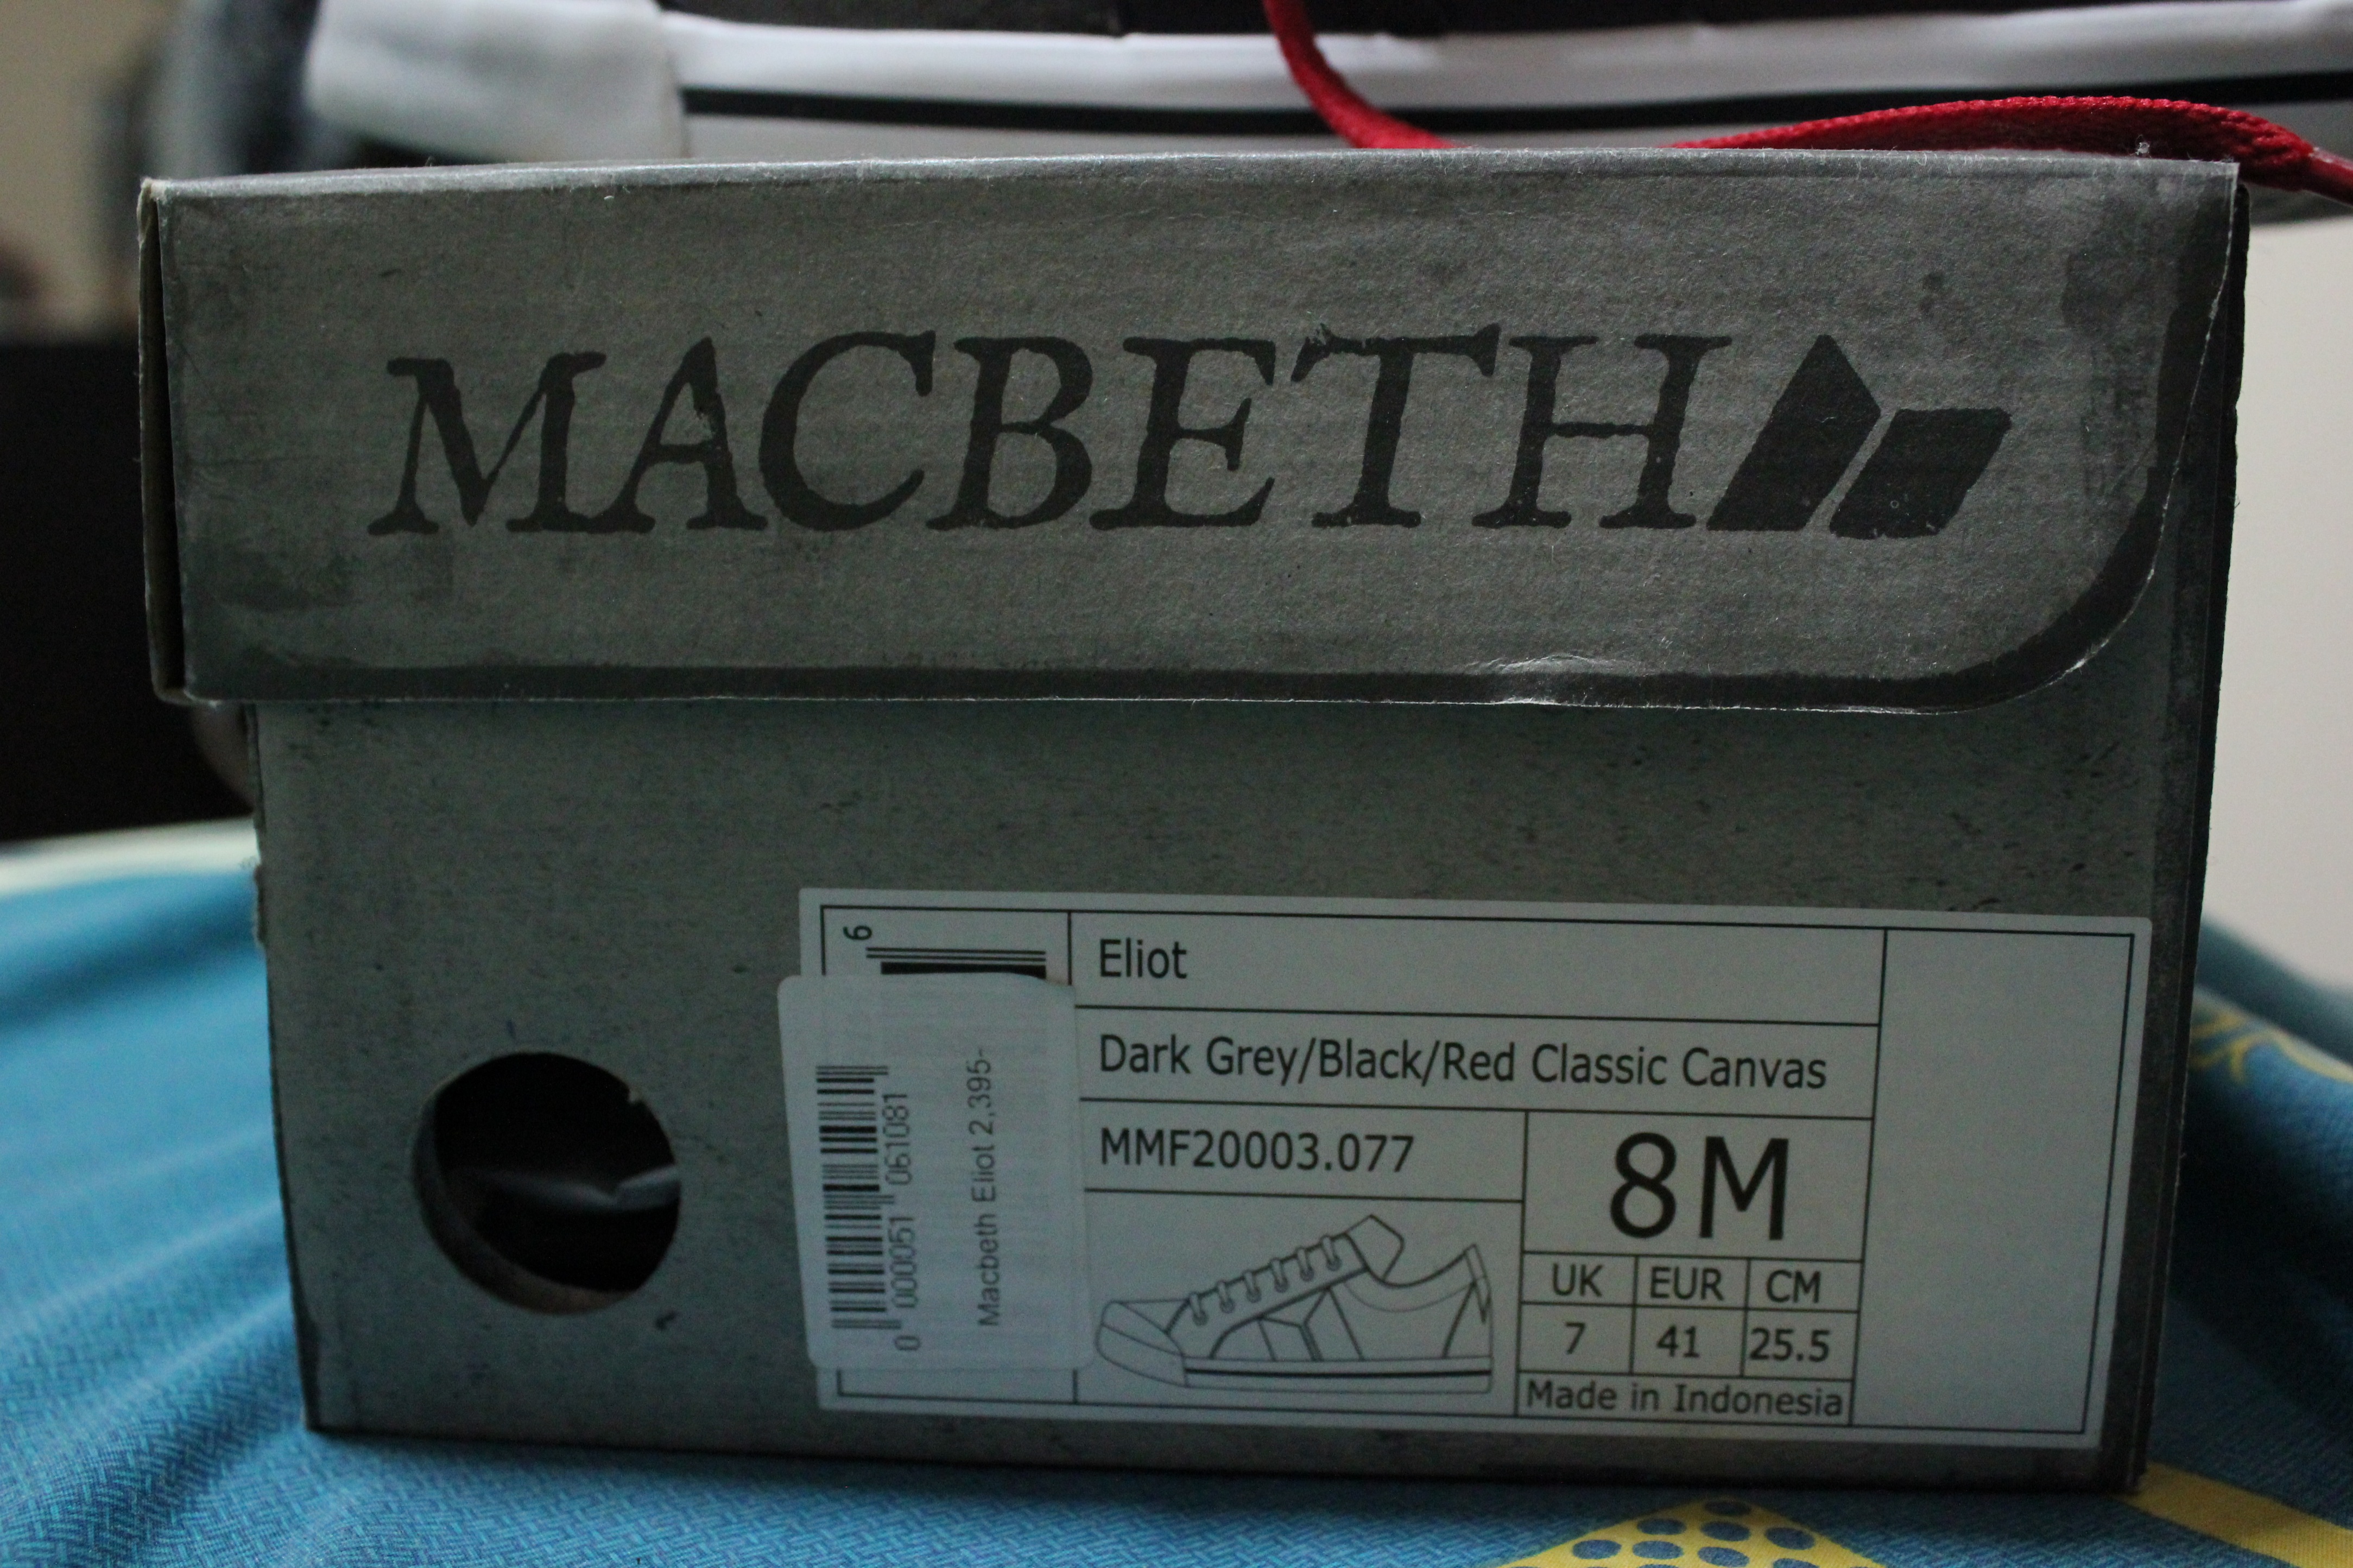 MACBETH
6
Eliot
Dark Grey/Black/Red Classic Canvas
MMF20003.077
8M
UK EUR CM
7 41 25.5
Made in Indonesia
0 000051 061081
Macbeth Eliot 2,395-